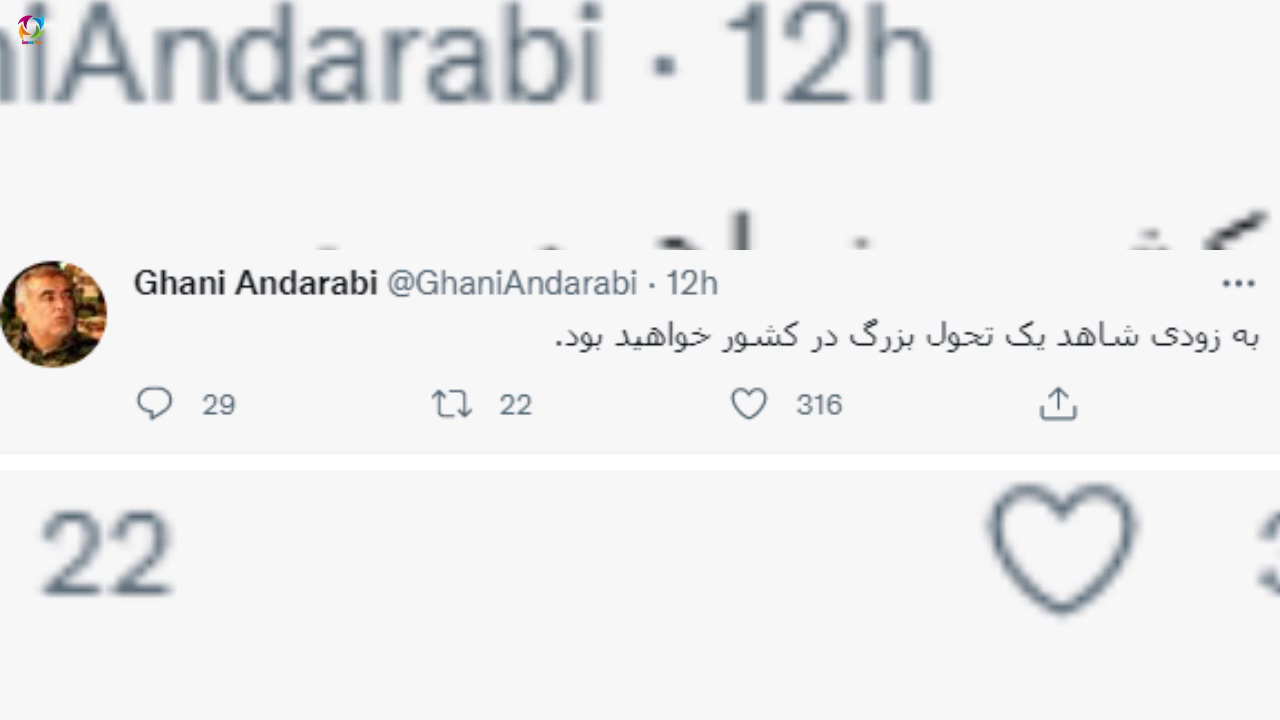 niAndarabi · 12h
Ghani Andarabi @GhaniAndarabi · 12h
به زودی شاهد یک تحول بزرگ در کشور خواهید بود.
29 22 316
22